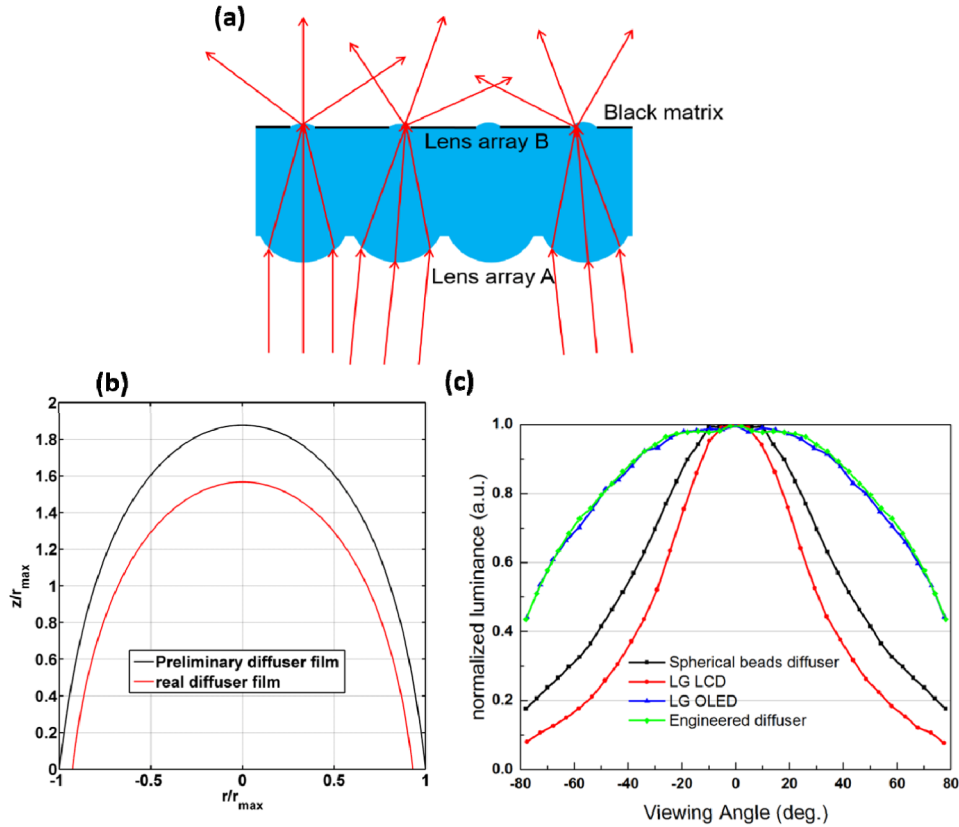 (a)
Black matrix
Lens array B
Lens array A
(b)
2
1.8
1.6
1.4
1.2
1
0.8
0.6
0.4
0.2
0
z/r_max
Preliminary diffuser film
real diffuser film
-1 -0.5 0 0.5 1
r/r_max
(c)
1.0
0.8
0.6
0.4
0.2
0.0
normalized luminance (a.u.)
Spherical beads diffuser
LG LCD
LG OLED
Engineered diffuser
-80 -60 -40 -20 0 20 40 60 80
Viewing Angle (deg.)